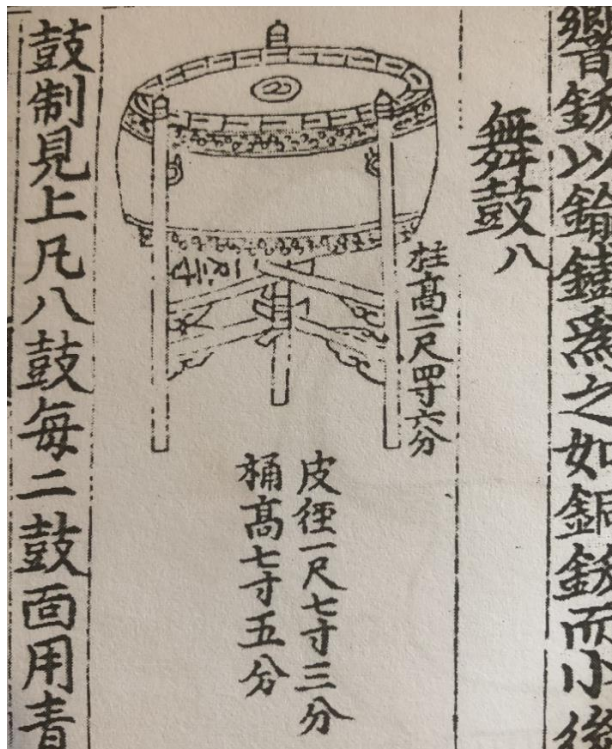 響鈸以鍮鐵爲之如銅鈸而小後
舞鼓八
柱高二尺四寸六分
皮徑一尺七寸三分
桶高七寸五分
鼓制見上凡八鼓每二鼓面用青